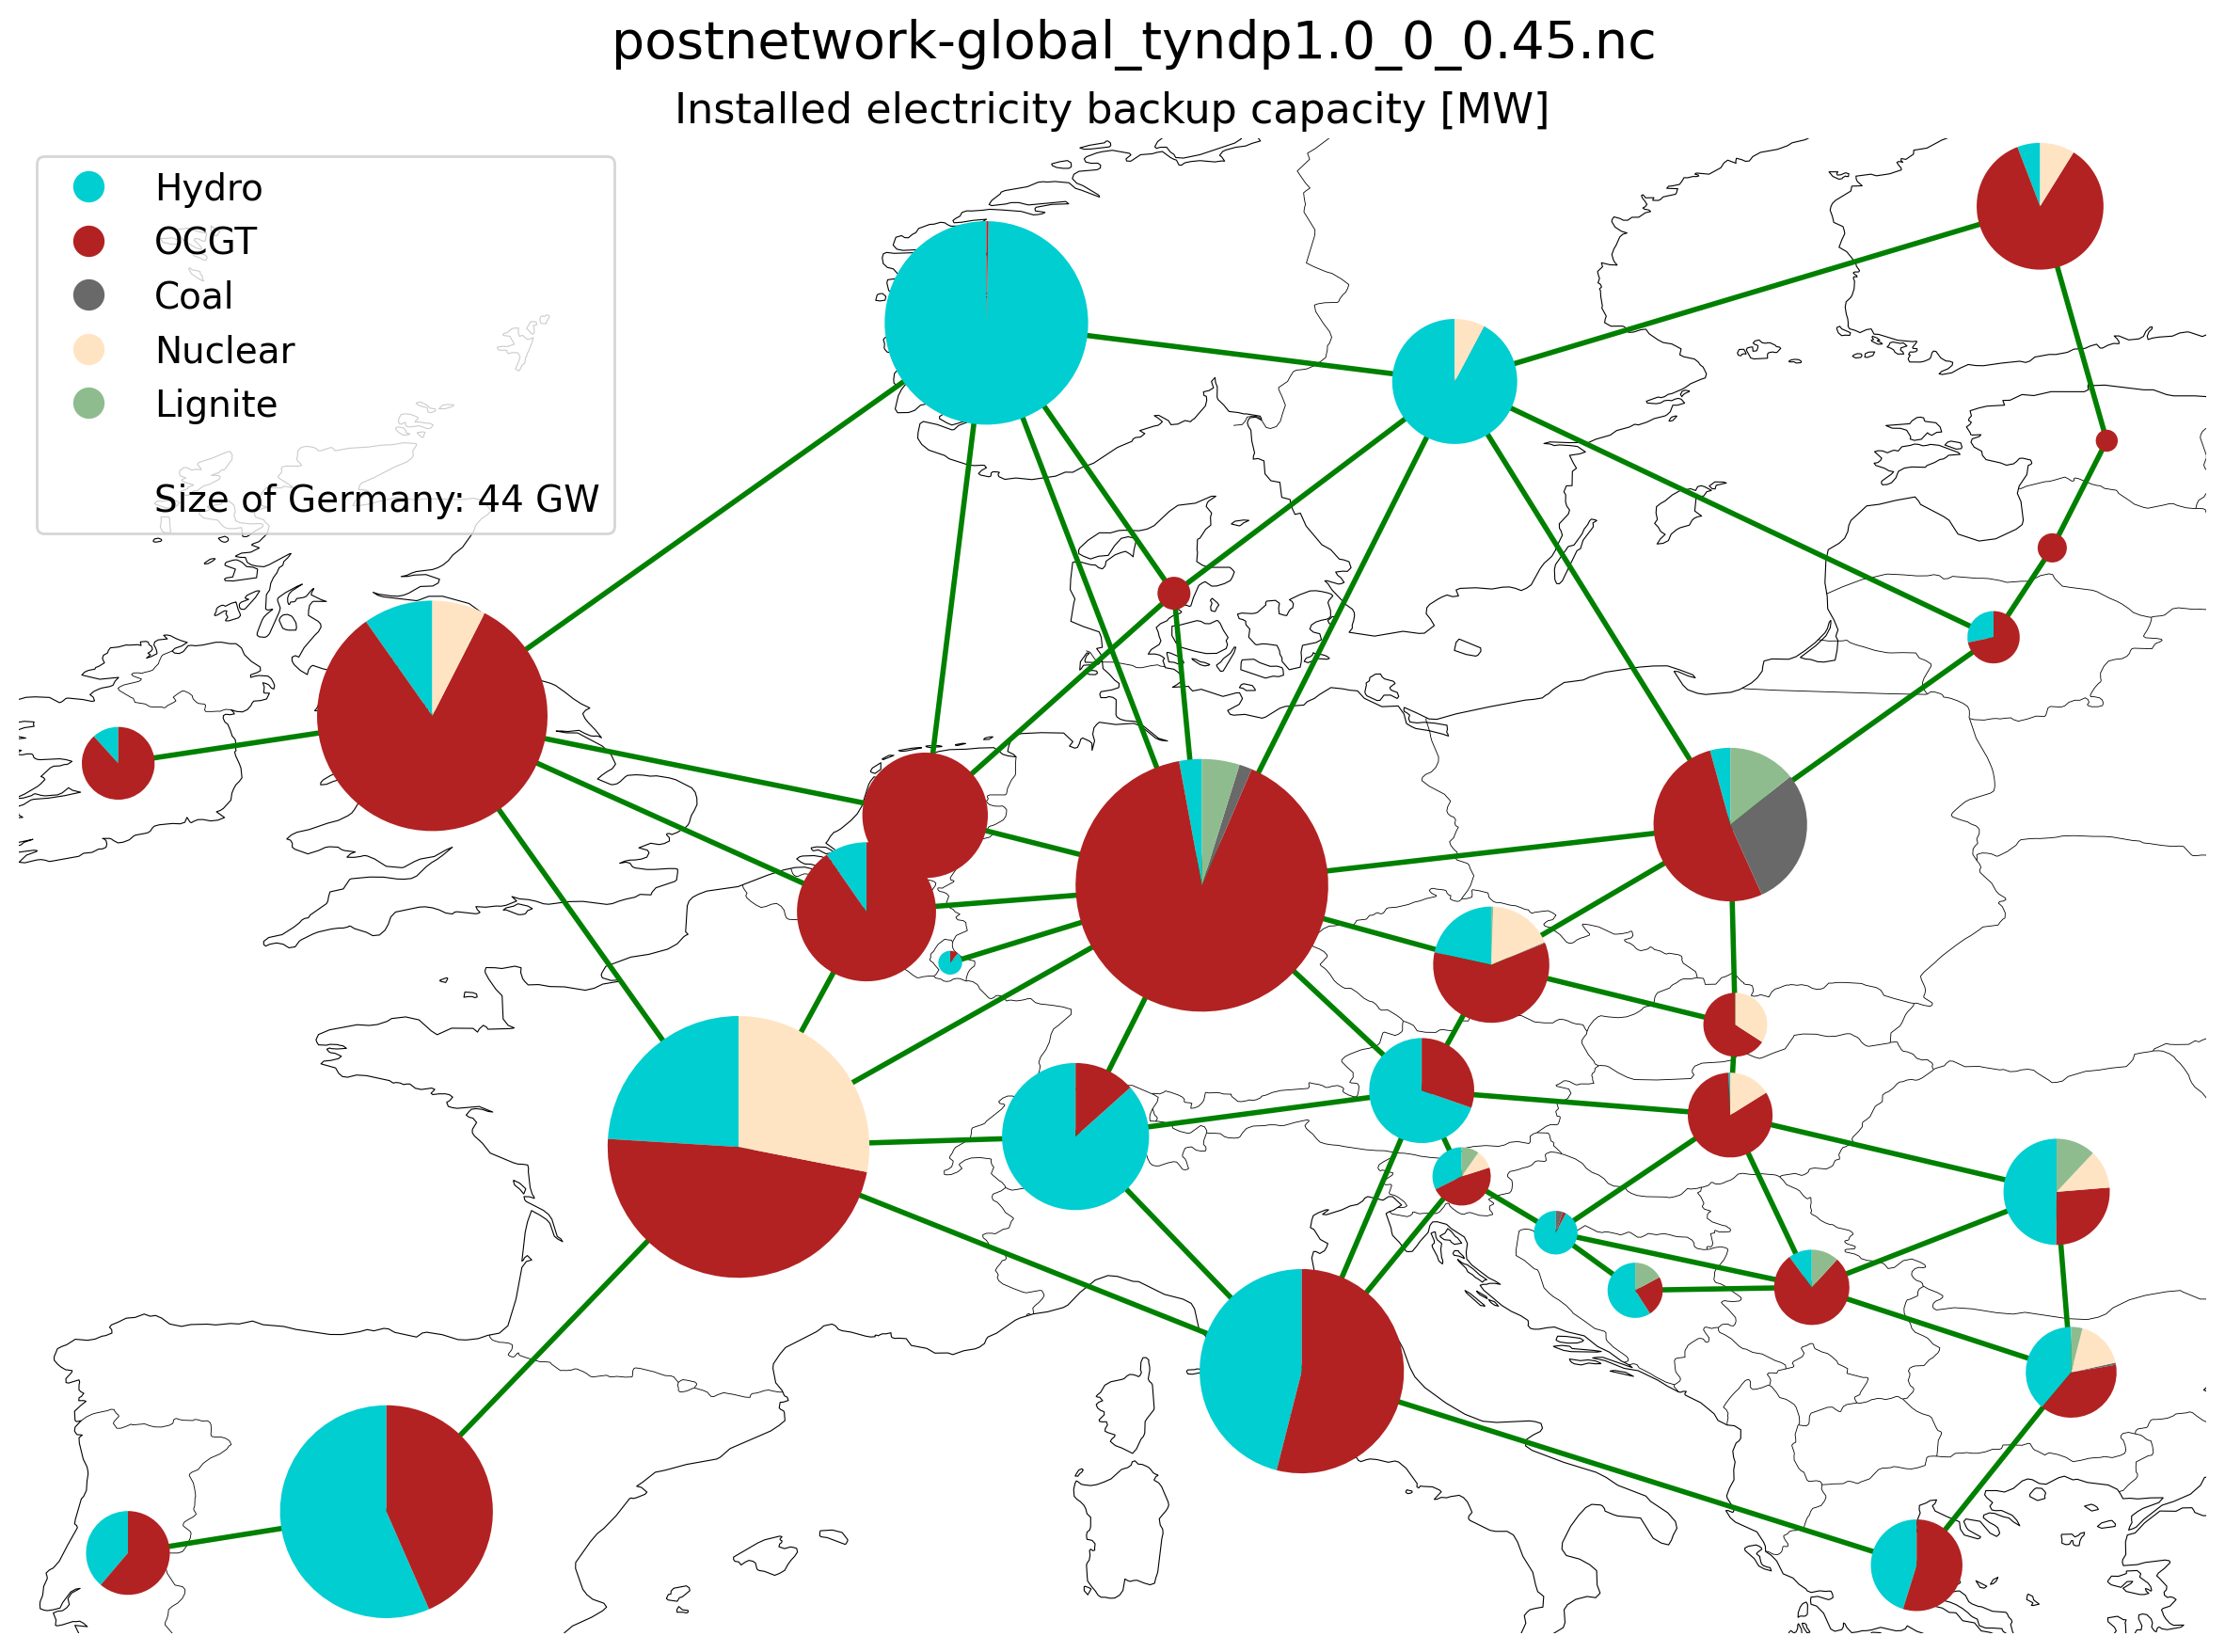 postnetwork-global_tyndp1.0_0_0.45.nc
Installed electricity backup capacity [MW]
Hydro
OCGT
Coal
Nuclear
Lignite
Size of Germany: 44 GW